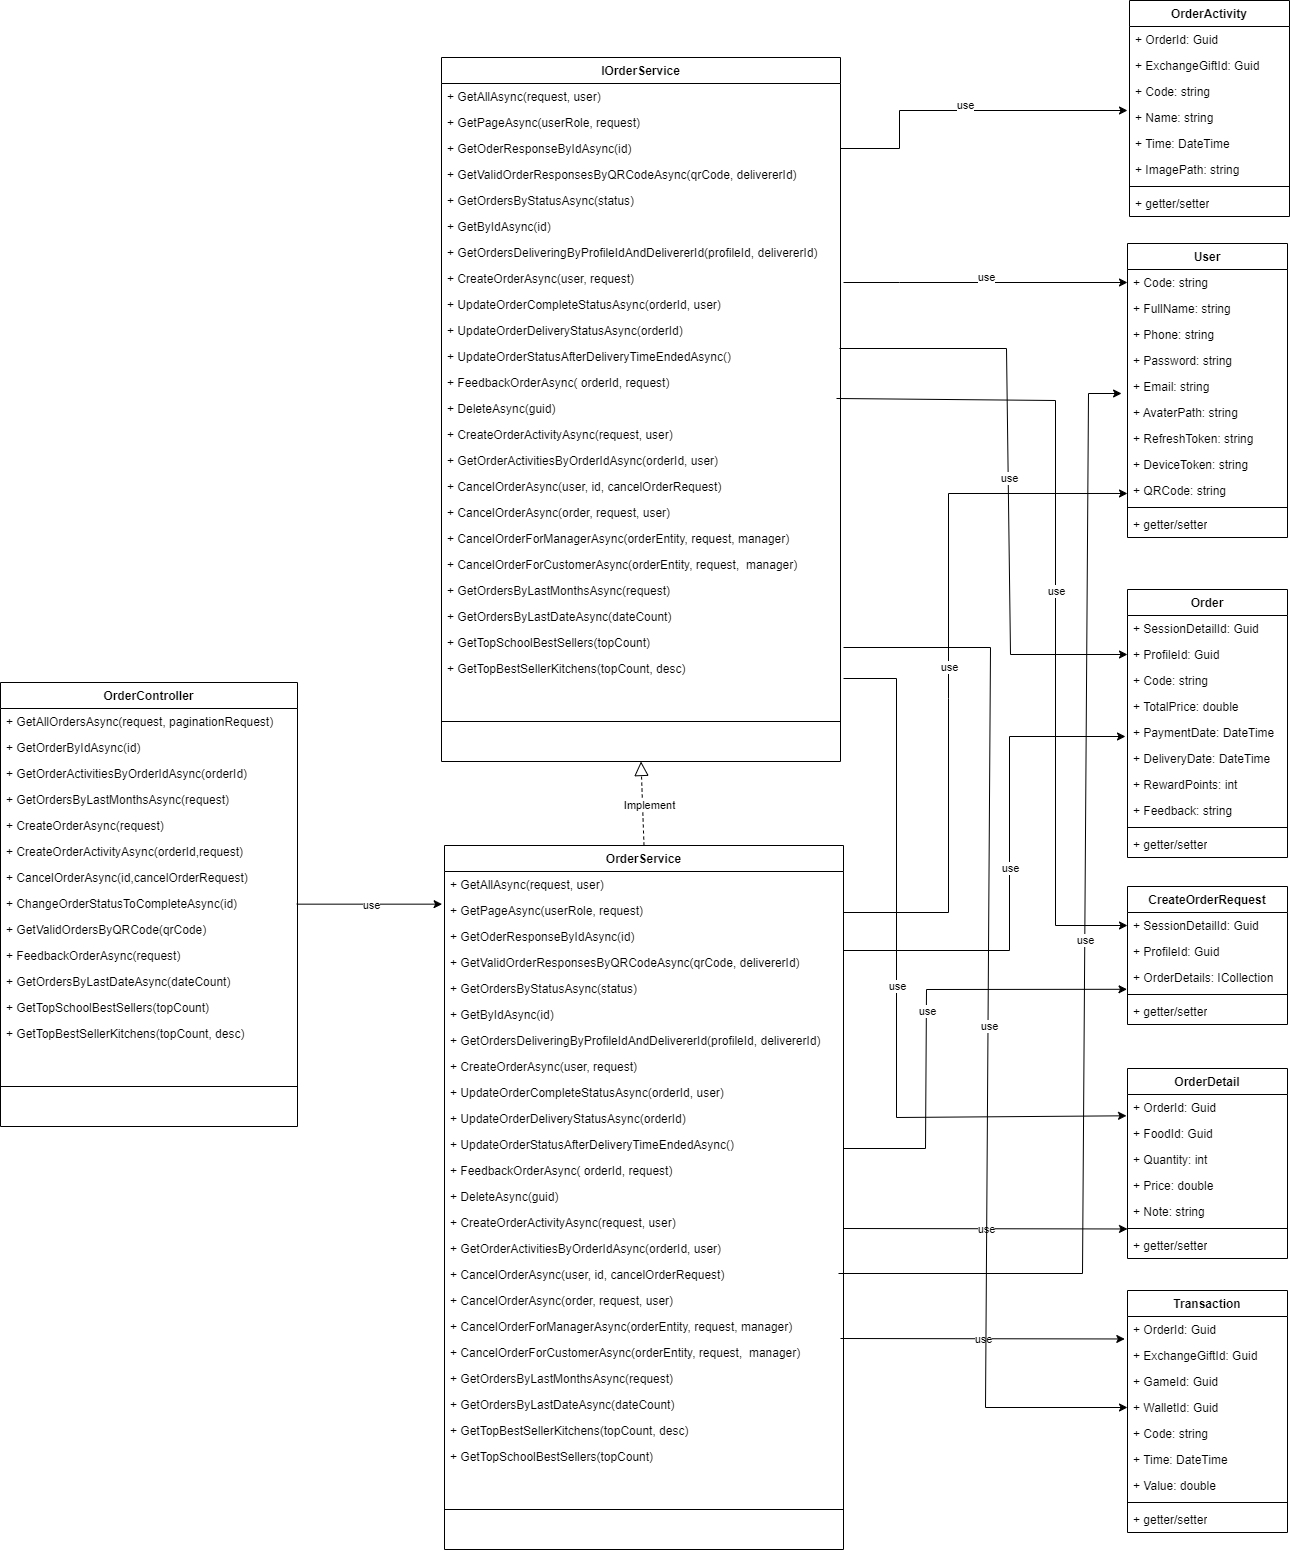 OrderActivity
+ OrderId: Guid
+ ExchangeGiftId: Guid
+ Code: string
+ Name: string
+ Time: DateTime
+ ImagePath: string
+ getter/setter
IOrderService
+ GetAllAsync(request, user)
+ GetPageAsync(userRole, request)
+ GetOderResponseByIdAsync(id)
+ GetValidOrderResponsesByQRCodeAsync(qrCode, delivererId)
+ GetOrdersByStatusAsync(status)
+ GetByIdAsync(id)
+ GetOrdersDeliveringByProfileIdAndDelivererId(profileId, delivererId)
+ CreateOrderAsync(user, request)
+ UpdateOrderCompleteStatusAsync(orderId, user)
+ UpdateOrderDeliveryStatusAsync(orderId)
+ UpdateOrderStatusAfterDeliveryTimeEndedAsync()
+ FeedbackOrderAsync( orderId, request)
+ DeleteAsync(guid)
+ CreateOrderActivityAsync(request, user)
+ GetOrderActivitiesByOrderIdAsync(orderId, user)
+ CancelOrderAsync(user, id, cancelOrderRequest)
+ CancelOrderAsync(order, request, user)
+ CancelOrderForManagerAsync(orderEntity, request, manager)
+ CancelOrderForCustomerAsync(orderEntity, request,  manager)
+ GetOrdersByLastMonthsAsync(request)
+ GetOrdersByLastDateAsync(dateCount)
+ GetTopSchoolBestSellers(topCount)
+ GetTopBestSellerKitchens(topCount, desc)
use
use
use
use
use
use
use
use
use
use
use
use
use
use
User
+ Code: string
+ FullName: string
+ Phone: string
+ Password: string
+ Email: string
+ AvaterPath: string
+ RefreshToken: string
+ DeviceToken: string
+ QRCode: string
+ getter/setter
Order
+ SessionDetailId: Guid
+ ProfileId: Guid
+ Code: string
+ TotalPrice: double
+ PaymentDate: DateTime
+ DeliveryDate: DateTime
+ RewardPoints: int
+ Feedback: string
+ getter/setter
OrderController
+ GetAllOrdersAsync(request, paginationRequest)
+ GetOrderByIdAsync(id)
+ GetOrderActivitiesByOrderIdAsync(orderId)
+ GetOrdersByLastMonthsAsync(request)
+ CreateOrderAsync(request)
+ CreateOrderActivityAsync(orderId,request)
+ CancelOrderAsync(id,cancelOrderRequest)
+ ChangeOrderStatusToCompleteAsync(id)
+ GetValidOrdersByQRCode(qrCode)
+ FeedbackOrderAsync(request)
+ GetOrdersByLastDateAsync(dateCount)
+ GetTopSchoolBestSellers(topCount)
+ GetTopBestSellerKitchens(topCount, desc)
Implement
OrderService
+ GetAllAsync(request, user)
+ GetPageAsync(userRole, request)
+ GetOderResponseByIdAsync(id)
+ GetValidOrderResponsesByQRCodeAsync(qrCode, delivererId)
+ GetOrdersByStatusAsync(status)
+ GetByIdAsync(id)
+ GetOrdersDeliveringByProfileIdAndDelivererId(profileId, delivererId)
+ CreateOrderAsync(user, request)
+ UpdateOrderCompleteStatusAsync(orderId, user)
+ UpdateOrderDeliveryStatusAsync(orderId)
+ UpdateOrderStatusAfterDeliveryTimeEndedAsync()
+ FeedbackOrderAsync( orderId, request)
+ DeleteAsync(guid)
+ CreateOrderActivityAsync(request, user)
+ GetOrderActivitiesByOrderIdAsync(orderId, user)
+ CancelOrderAsync(user, id, cancelOrderRequest)
+ CancelOrderAsync(order, request, user)
+ CancelOrderForManagerAsync(orderEntity, request, manager)
+ CancelOrderForCustomerAsync(orderEntity, request,  manager)
+ GetOrdersByLastMonthsAsync(request)
+ GetOrdersByLastDateAsync(dateCount)
+ GetTopBestSellerKitchens(topCount, desc)
+ GetTopSchoolBestSellers(topCount)
CreateOrderRequest
+ SessionDetailId: Guid
+ ProfileId: Guid
+ OrderDetails: ICollection
+ getter/setter
OrderDetail
+ OrderId: Guid
+ FoodId: Guid
+ Quantity: int
+ Price: double
+ Note: string
+ getter/setter
Transaction
+ OrderId: Guid
+ ExchangeGiftId: Guid
+ GameId: Guid
+ WalletId: Guid
+ Code: string
+ Time: DateTime
+ Value: double
+ getter/setter